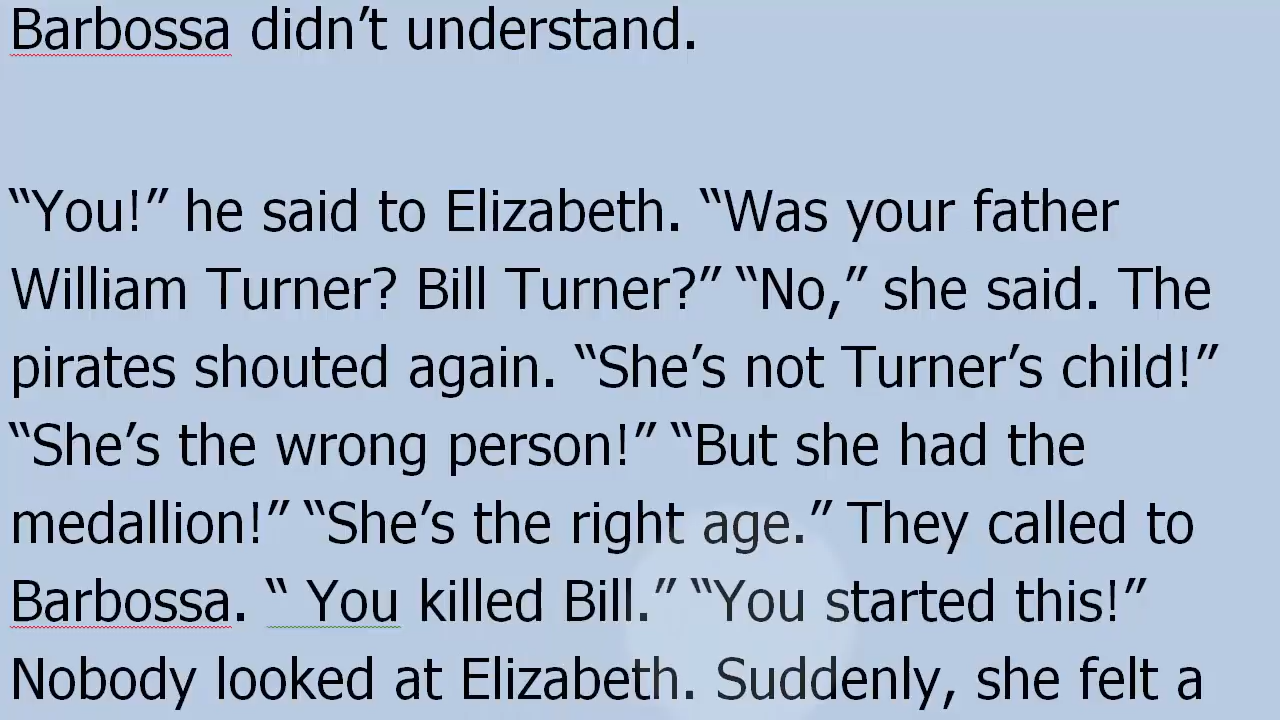 Barbossa didn’t understand.
“You!” he said to Elizabeth. “Was your father
William Turner? Bill Turner?” “No,” she said. The
pirates shouted again. “She’s not Turner’s child!”
“She’s the wrong person!” “But she had the
medallion!” “She’s the right age.” They called to
Barbossa. “ You killed Bill.” “You started this!”
Nobody looked at Elizabeth. Suddenly, she felt a